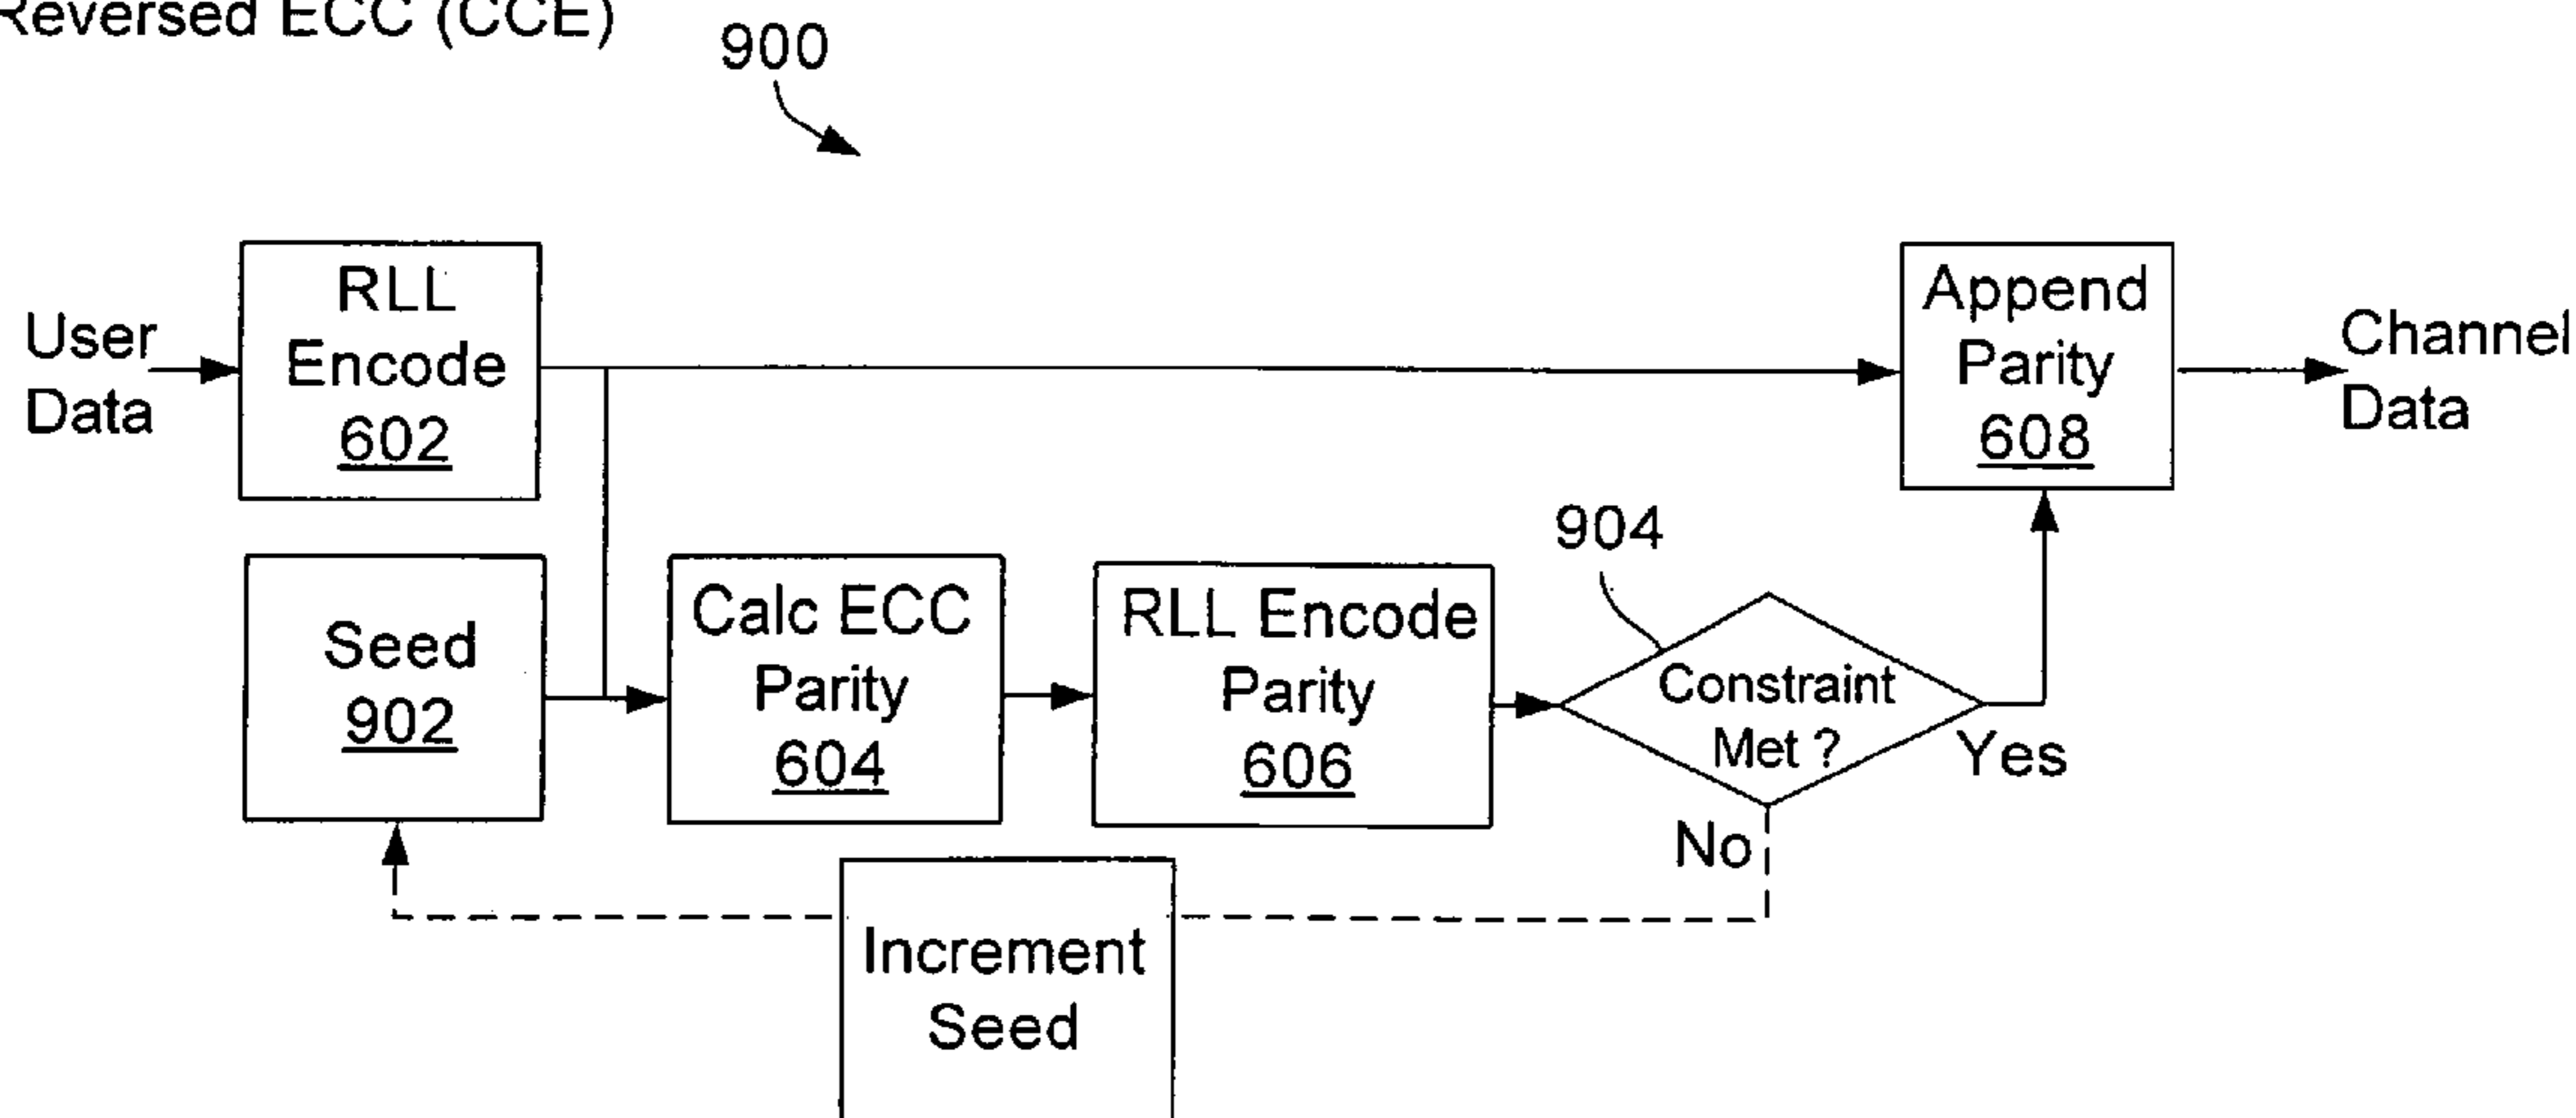 Reversed ECC (CCE)
900
User
Data
RLL
Encode
602
Append
Parity
608
Channel
Data
Seed
902
Calc ECC
Parity
604
RLL Encode
Parity
606
904
Constraint
Met ?
Yes
No
Increment
Seed